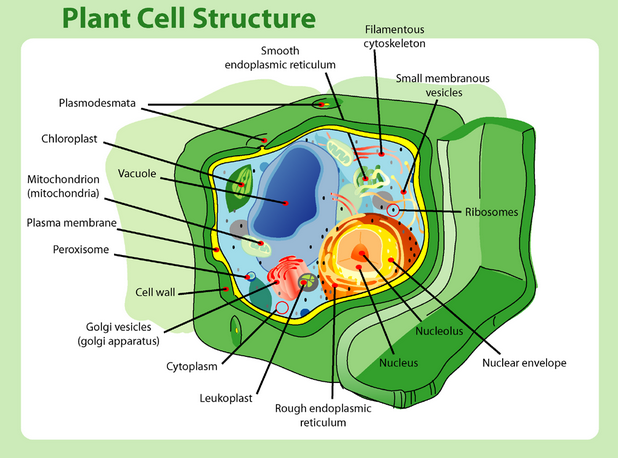 Plant Cell Structure
Filamentous
cytoskeleton
Smooth
endoplasmic reticulum
Small membranous
vesicles
Plasmodesmata
Chloroplast
Vacuole
Mitochondrion
(mitochondria)
Ribosomes
Plasma membrane
Peroxisome
Cell wall
Golgi vesicles
(golgi apparatus)
Nucleolus
Cytoplasm
Nucleus
Nuclear envelope
Leukoplast
Rough endoplasmic
reticulum